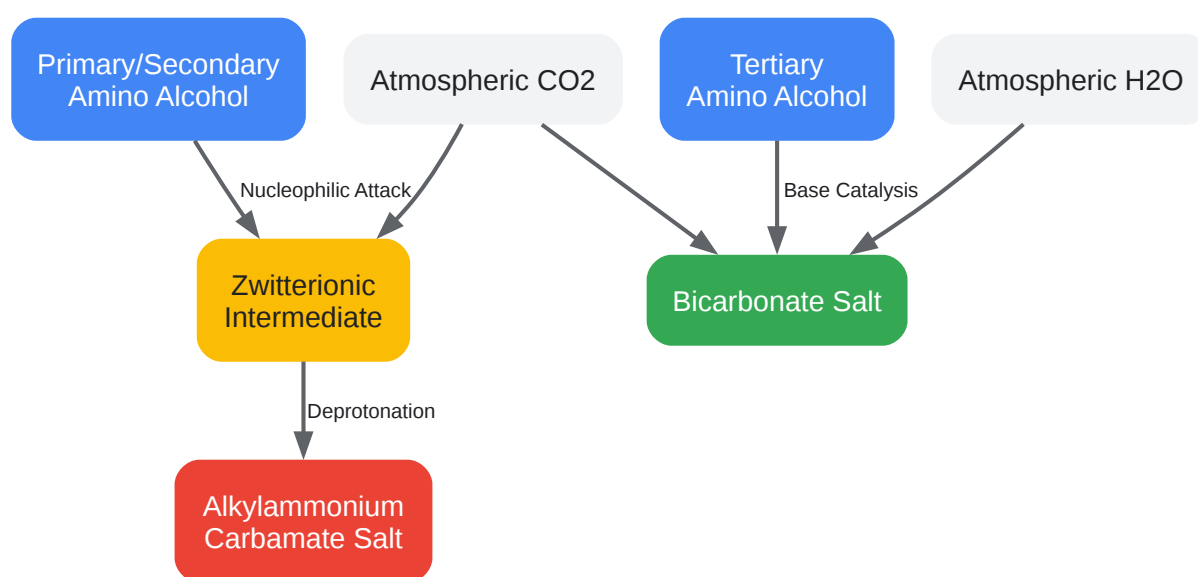 Primary/Secondary
Amino Alcohol
Atmospheric CO2
Tertiary
Amino Alcohol
Atmospheric H2O
Nucleophilic Attack
Base Catalysis
Zwitterionic
Intermediate
Bicarbonate Salt
Deprotonation
Alkylammonium
Carbamate Salt